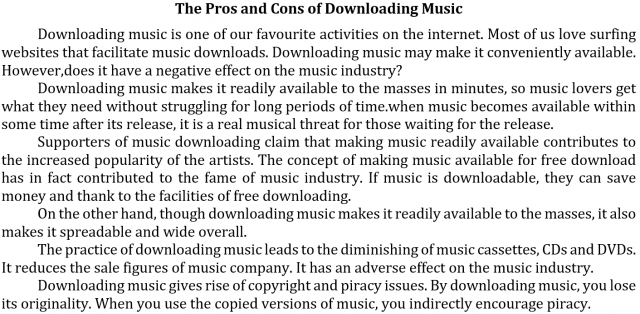 The Pros and Cons of Downloading Music
Downloading music is one of our favourite activities on the internet. Most of us love surfing
websites that facilitate music downloads. Downloading music may make it conveniently available.
However,does it have a negative effect on the music industry?
Downloading music makes it readily available to the masses in minutes, so music lovers get
what they need without struggling for long periods of time.when music becomes available within
some time after its release, it is a real musical threat for those waiting for the release.
Supporters of music downloading claim that making music readily available contributes to
the increased popularity of the artists. The concept of making music available for free download
has in fact contributed to the fame of music industry. If music is downloadable, they can save
money and thank to the facilities of free downloading.
On the other hand, though downloading music makes it readily available to the masses, it also
makes it spreadable and wide overall.
The practice of downloading music leads to the diminishing of music cassettes, CDs and DVDs.
It reduces the sale figures of music company. It has an adverse effect on the music industry.
Downloading music gives rise of copyright and piracy issues. By downloading music, you lose
its originality. When you use the copied versions of music, you indirectly encourage piracy.